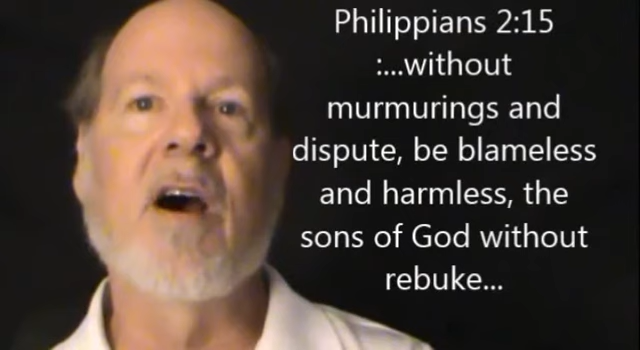 Philippians 2:15
:...without
murmurings and
dispute, be blameless
and harmless, the
sons of God without
rebuke...